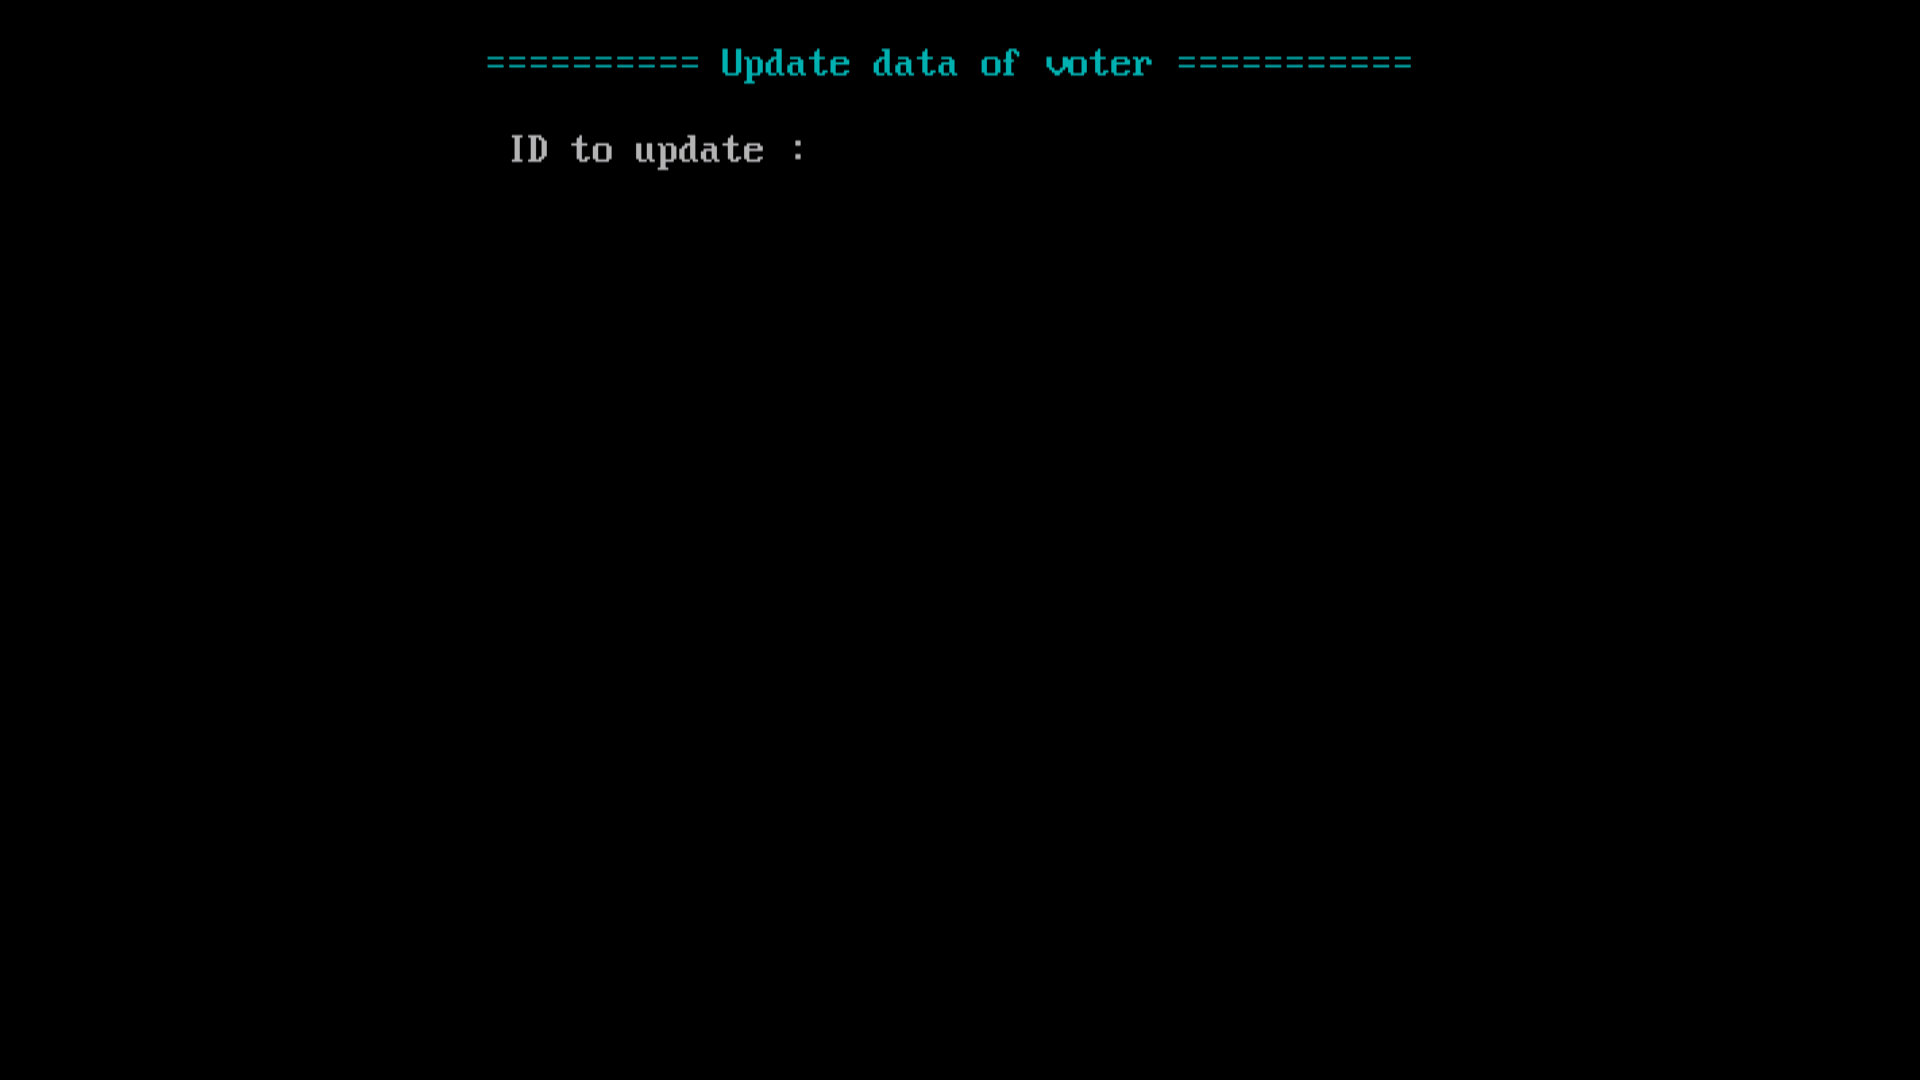 ========== Update data of voter ===========
ID to update :